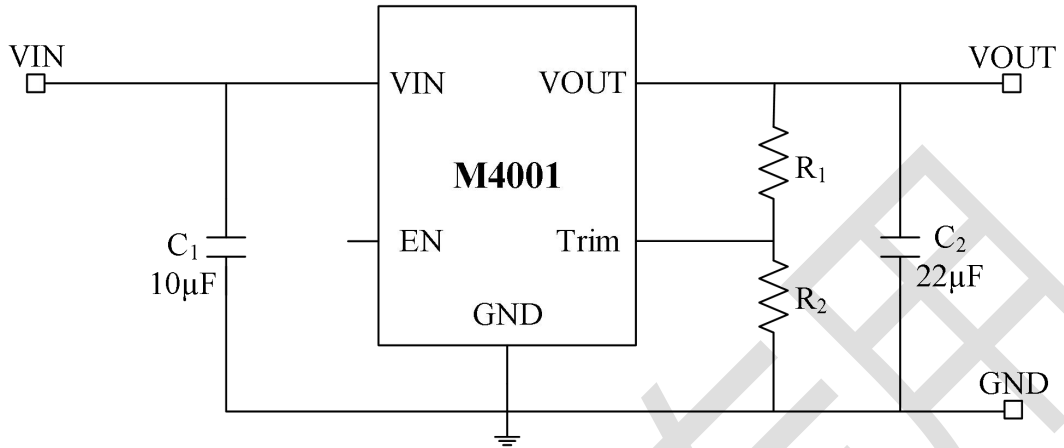 VIN
VOUT
VIN
VOUT
M4001
R₁
EN
Trim
C₁
10μF
C₂
22μF
R₂
GND
GND